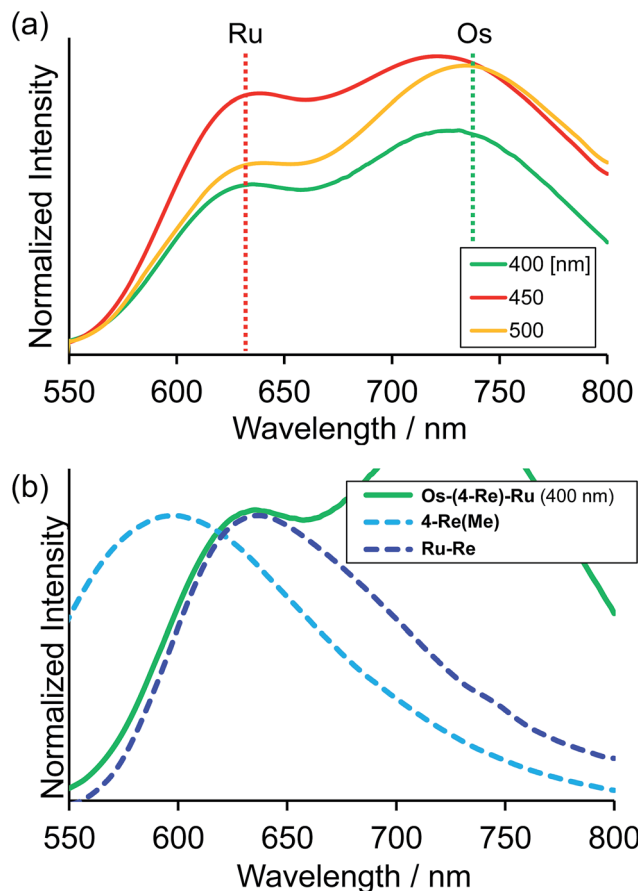 (a)
Ru
Os
Normalized Intensity
400 [nm]
450
500
550
600
650
700
750
800
Wavelength / nm
(b)
Os-(4-Re)-Ru (400 nm)
4-Re(Me)
Ru-Re
Normalized Intensity
550
600
650
700
750
800
Wavelength / nm